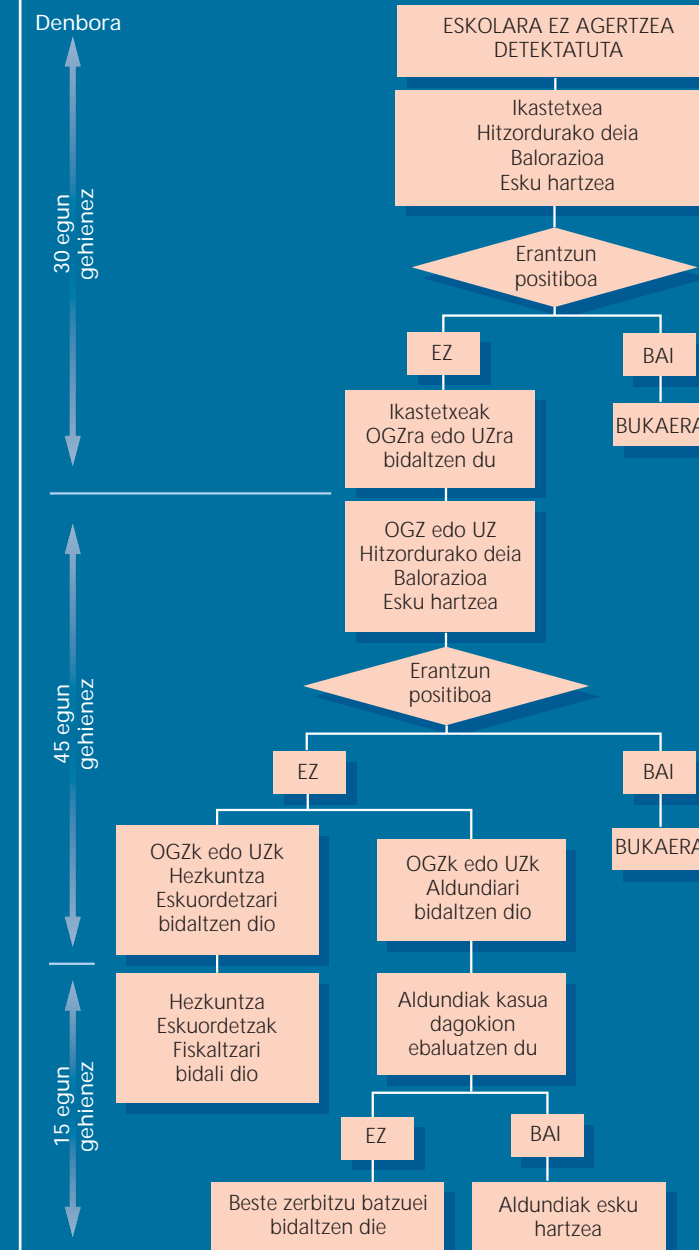 Denbora
ESKOLARA EZ AGERTZEA
DETEKTATUTA
Ikastetxea
Hitzordurako deia
Balorazioa
Esku hartzea
30 egun
gehienez
Erantzun
positiboa
EZ
BAI
Ikastetxeak
OGZra edo UZra
bidaltzen du
BUKAERA
OGZ edo UZ
Hitzordurako deia
Balorazioa
Esku hartzea
45 egun
gehienez
Erantzun
positiboa
EZ
BAI
OGZk edo UZk
Hezkuntza
Eskuordetzari
bidaltzen dio
OGZk edo UZk
Aldundiari
bidaltzen dio
BUKAERA
15 egun
gehienez
Hezkuntza
Eskuordetzak
Fiskaltzari
bidali dio
Aldundiak kasua
dagokion
ebaluatzen du
EZ
BAI
Beste zerbitzu batzuei
bidaltzen die
Aldundiak esku
hartzea